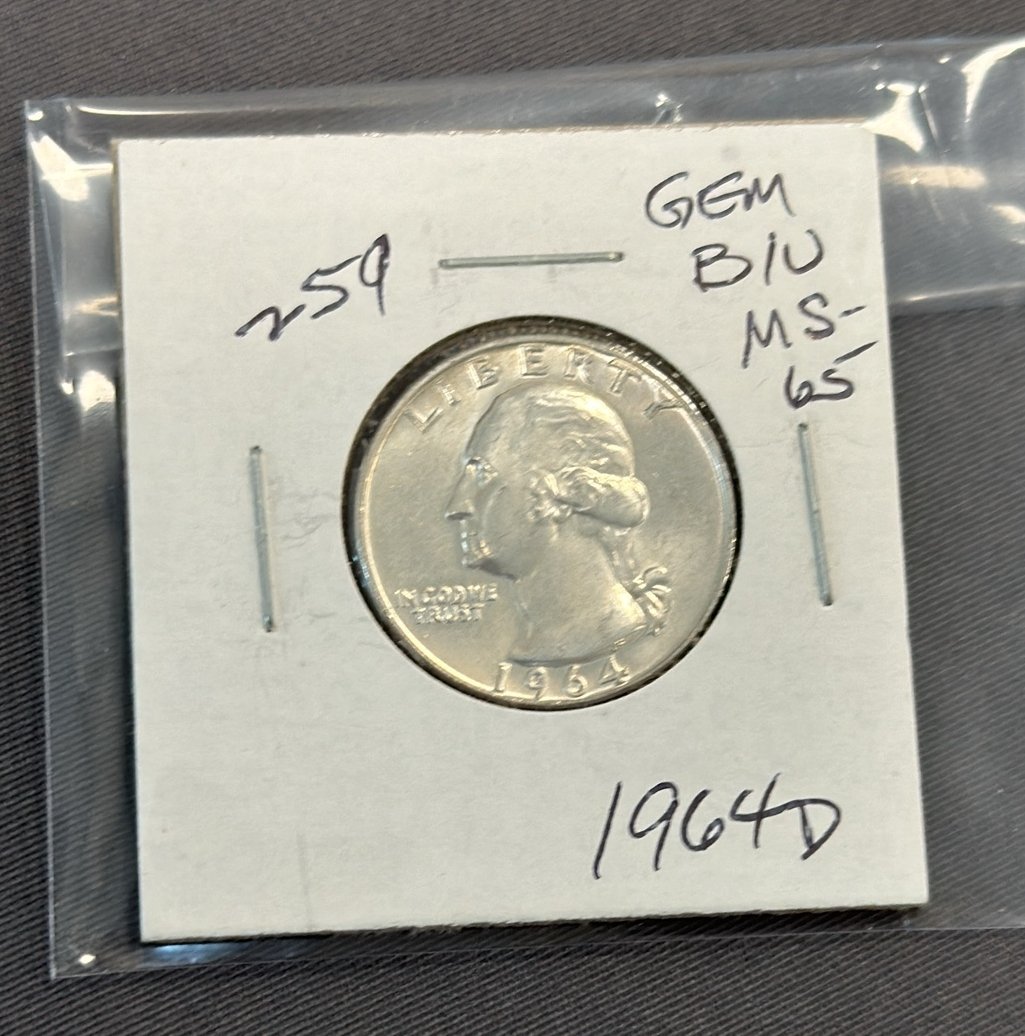 25¢
GEM
B/U
MS-
65
LIBERTY
IN GOD WE
TRUST
1964
1964D